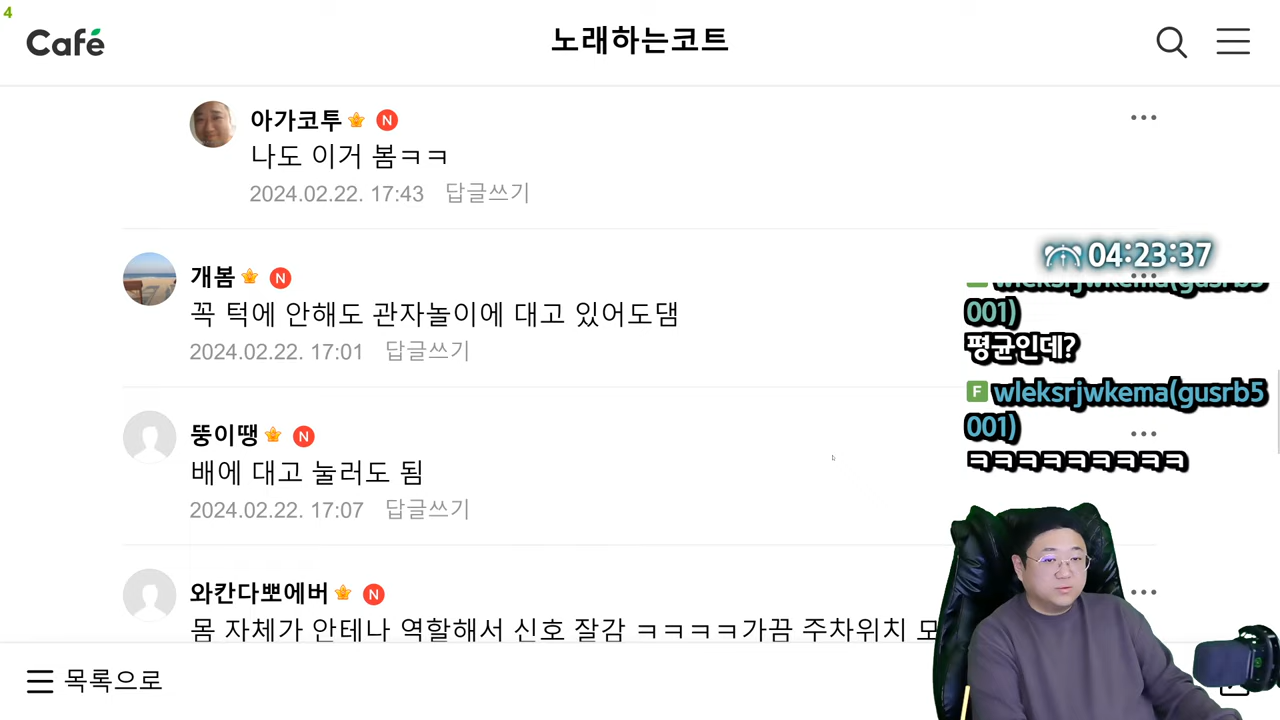 4
Café
노래하는코트
아가코투 N
나도 이거 봄ㅋㅋ
2024.02.22. 17:43 답글쓰기
개봄 N
꼭 턱에 안해도 관자놀이에 대고 있어도댐
2024.02.22. 17:01 답글쓰기
뚱이땡 N
배에 대고 눌러도 됨
2024.02.22. 17:07 답글쓰기
와칸다뽀에버 N
몸 자체가 안테나 역할해서 신호 잘감 ㅋㅋㅋㅋ가끔 주차위치
목록으로
04:23:37
wleksrjwkema(gusrb5
001)
평균인데?
F wleksrjwkema(gusrb5
001)
ㅋㅋㅋㅋㅋㅋㅋㅋㅋ